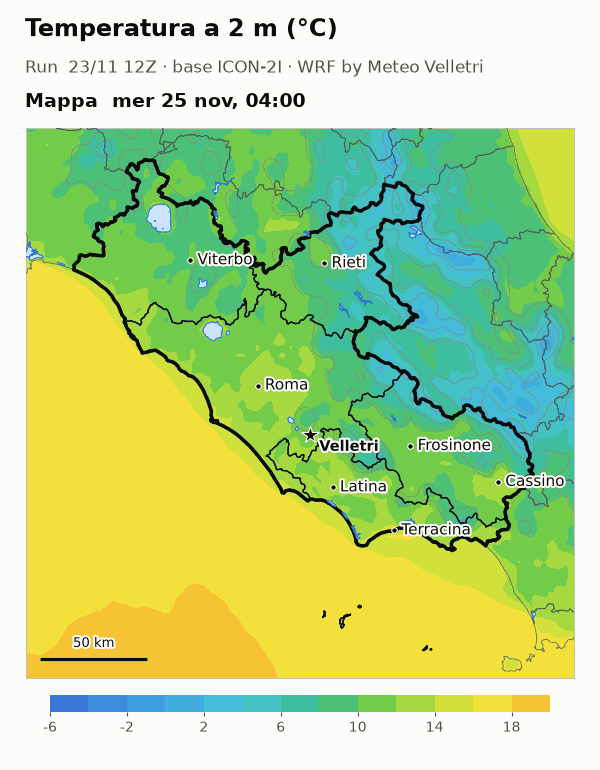 Temperatura a 2 m (°C)
Run  23/11 12Z · base ICON-2I · WRF by Meteo Velletri
Mappa  mer 25 nov, 04:00
Viterbo
Rieti
Roma
Velletri
Frosinone
Cassino
Latina
Terracina
50 km
-6 -2 2 6 10 14 18